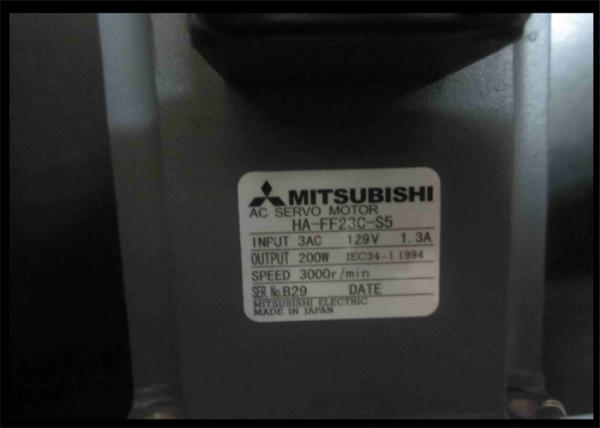 MITSUBISHI
AC SERVO MOTOR
HA-FF23C-S5
INPUT 3AC 129V 1.3A
OUTPUT 200W IEC34-1 1994
SPEED 3000r/min
SER.No.B29 DATE
MITSUBISHI ELECTRIC
MADE IN JAPAN